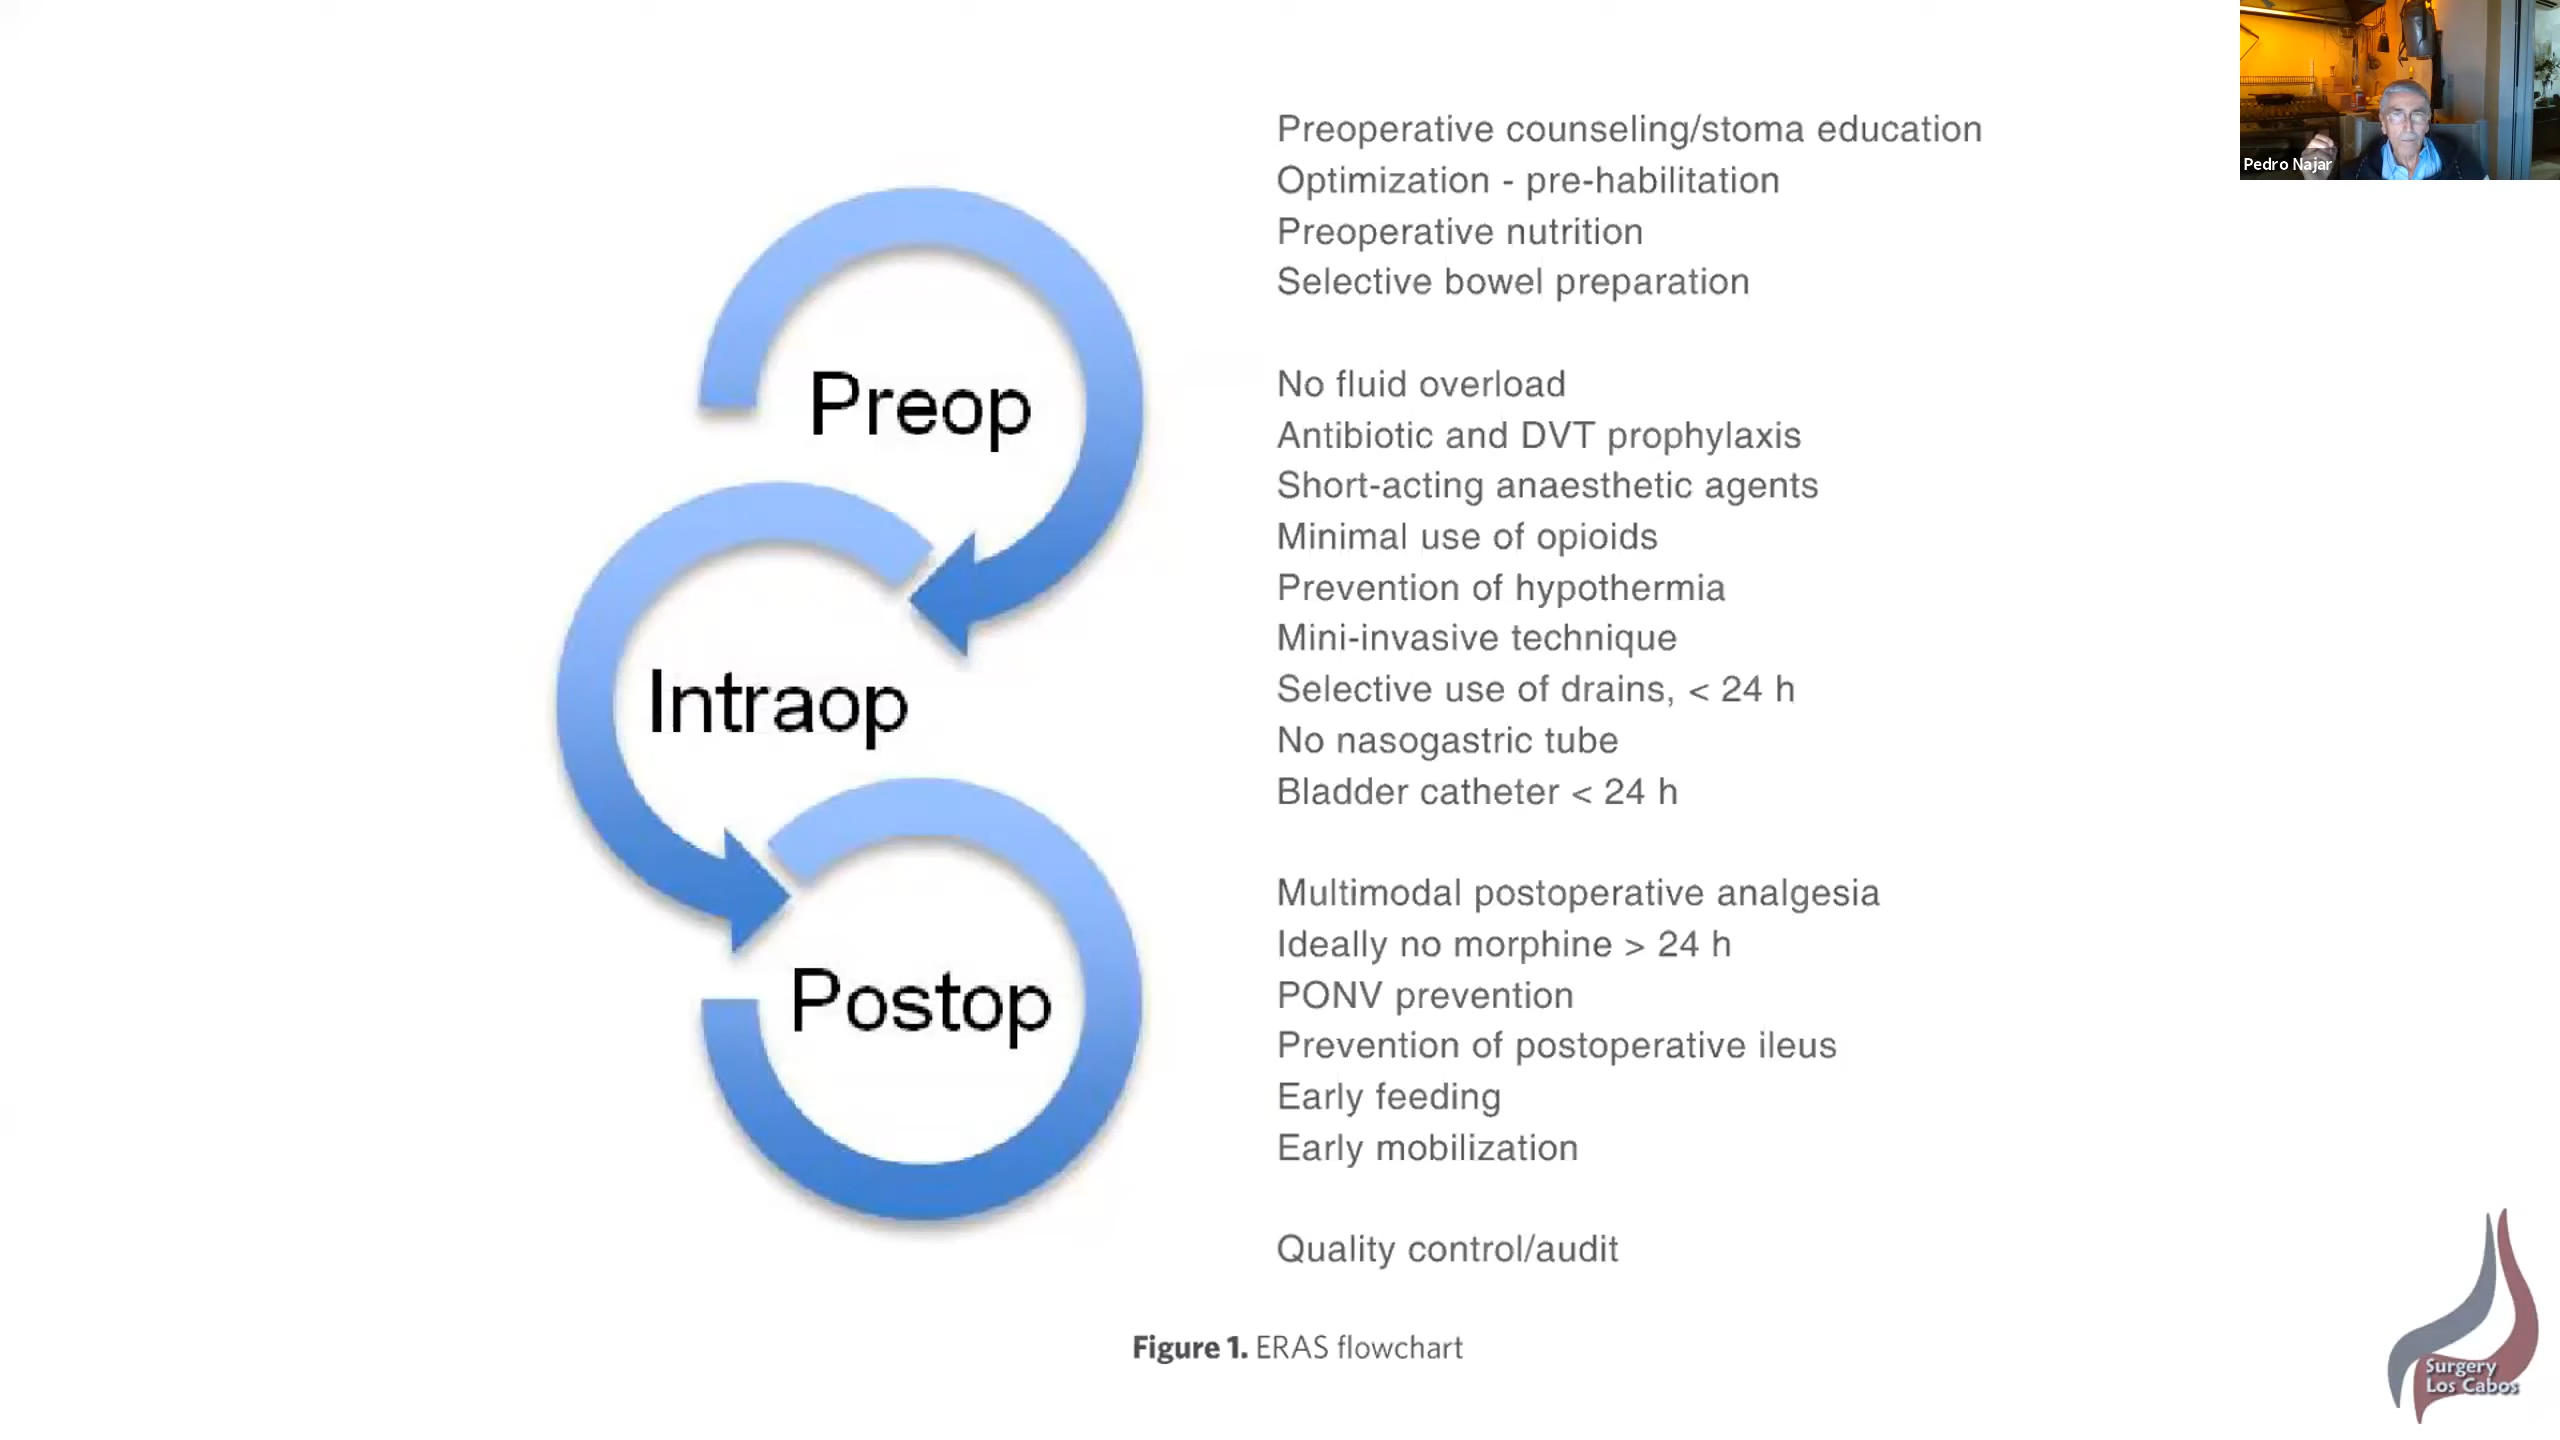 Pedro Najar
Preoperative counseling/stoma education
Optimization - pre-habilitation
Preoperative nutrition
Selective bowel preparation
Preop
No fluid overload
Antibiotic and DVT prophylaxis
Short-acting anaesthetic agents
Minimal use of opioids
Prevention of hypothermia
Mini-invasive technique
Selective use of drains, < 24 h
No nasogastric tube
Bladder catheter < 24 h
Intraop
Multimodal postoperative analgesia
Ideally no morphine > 24 h
PONV prevention
Prevention of postoperative ileus
Early feeding
Early mobilization
Postop
Quality control/audit
Figure 1. ERAS flowchart
Surgery
Los Cabos